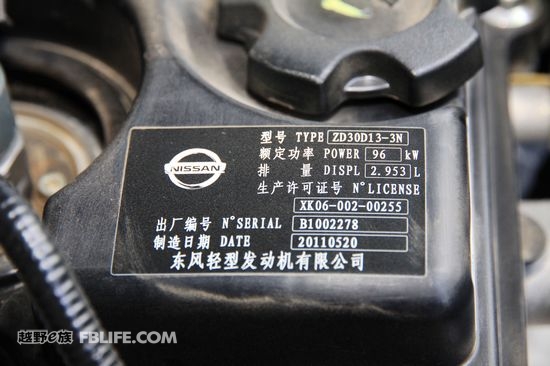 型号 TYPE ZD30D13-3N
额定功率 POWER 96 kW
NISSAN
排 量 DISPL 2.953 L
生产许可证号 N° LICENSE
XK06-002-00255
出厂编号 N° SERIAL B1002278
制造日期 DATE 20110520
东风轻型发动机有限公司
越野e族 FBLIFE.COM